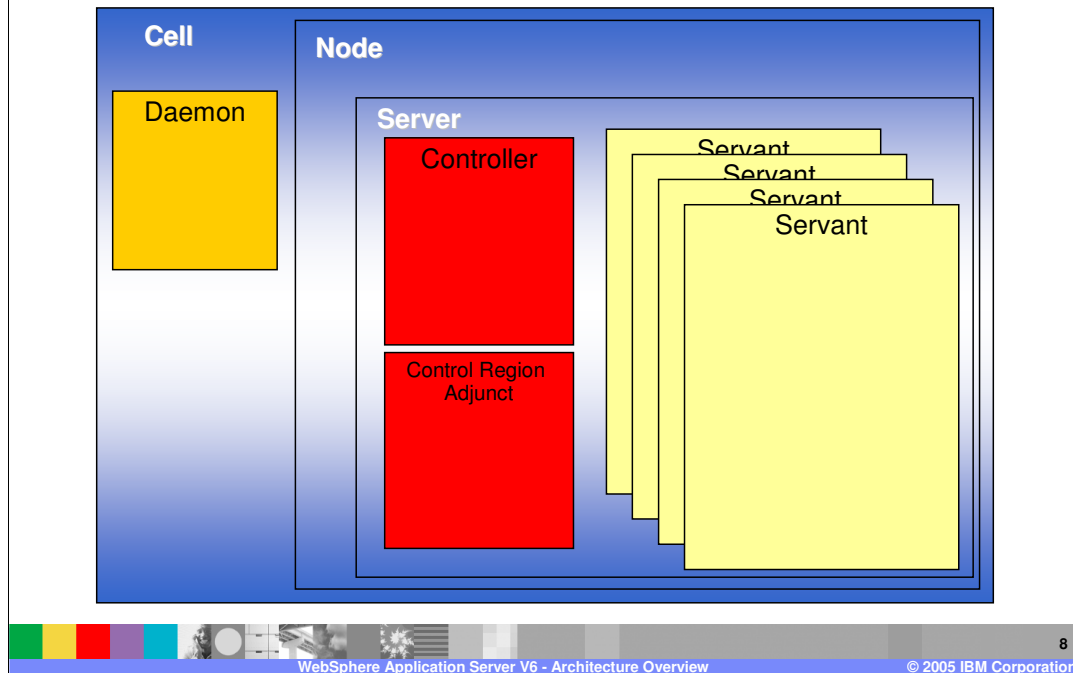 Cell
Node
Daemon
Server
Controller
Servant
Servant
Servant
Servant
Control Region
Adjunct
8
WebSphere Application Server V6 - Architecture Overview
© 2005 IBM Corporation